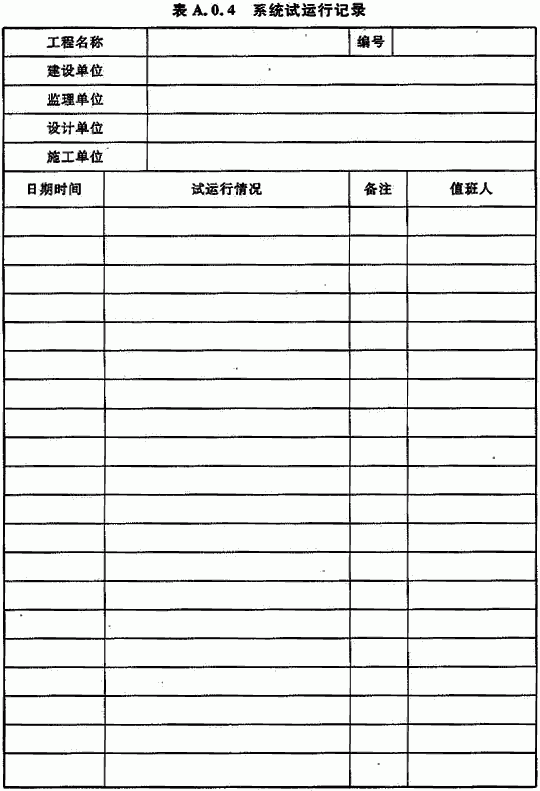 表 A.0.4 系统试运行记录
工程名称 编号
建设单位
监理单位
设计单位
施工单位
日期时间 试运行情况 备注 值班人